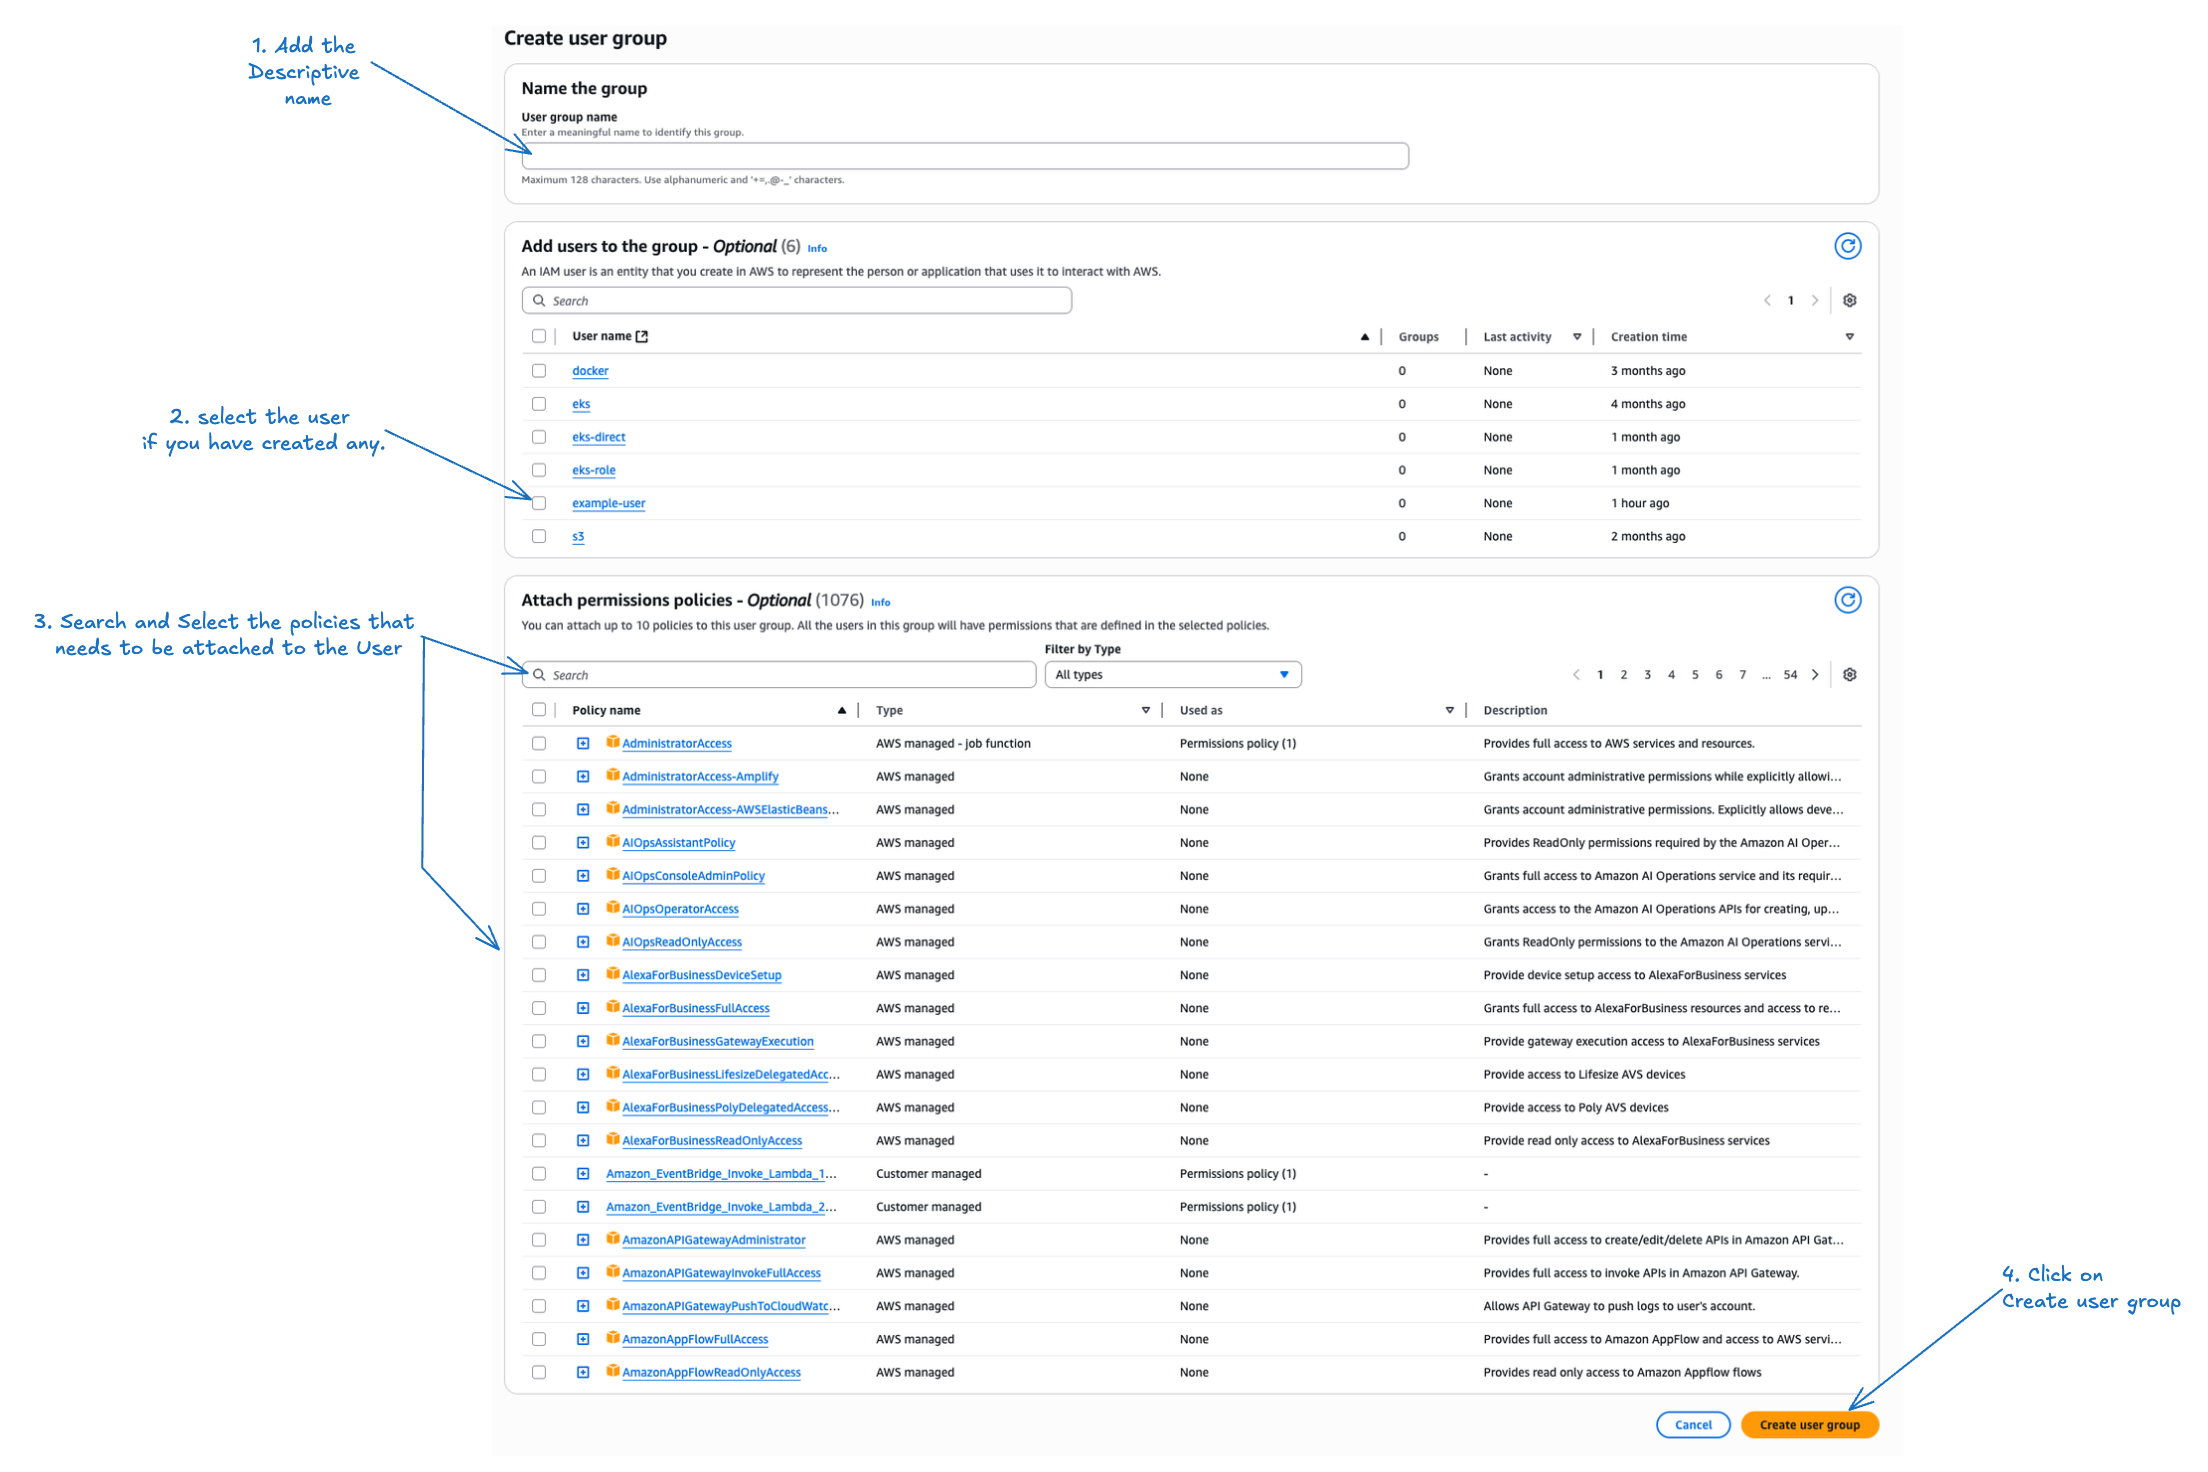 Create user group
1. Add the
Descriptive
name
Name the group
User group name
Enter a meaningful name to identify this group.
Maximum 128 characters. Use alphanumeric and '+=,.@-_' characters.
Add users to the group - Optional (6) Info
An IAM user is an entity that you create in AWS to represent the person or application that uses it to interact with AWS.
Search
1
User name Groups Last activity Creation time
docker 0 None 3 months ago
eks 0 None 4 months ago
2. select the user
if you have created any.
eks-direct 0 None 1 month ago
eks-role 0 None 1 month ago
example-user 0 None 1 hour ago
s3 0 None 2 months ago
Attach permissions policies - Optional (1076) Info
3. Search and Select the policies that
needs to be attached to the User
You can attach up to 10 policies to this user group. All the users in this group will have permissions that are defined in the selected policies.
Filter by Type
Search All types 1 2 3 4 5 6 7 ... 54
Policy name Type Used as Description
AdministratorAccess AWS managed - job function Permissions policy (1) Provides full access to AWS services and resources.
AdministratorAccess-Amplify AWS managed None Grants account administrative permissions while explicitly allowi...
AdministratorAccess-AWSElasticBeans... AWS managed None Grants account administrative permissions. Explicitly allows deve...
AIOpsAssistantPolicy AWS managed None Provides ReadOnly permissions required by the Amazon AI Oper...
AIOpsConsoleAdminPolicy AWS managed None Grants full access to Amazon AI Operations service and its requir...
AIOpsOperatorAccess AWS managed None Grants access to the Amazon AI Operations APIs for creating, up...
AIOpsReadOnlyAccess AWS managed None Grants ReadOnly permissions to the Amazon AI Operations servi...
AlexaForBusinessDeviceSetup AWS managed None Provide device setup access to AlexaForBusiness services
AlexaForBusinessFullAccess AWS managed None Grants full access to AlexaForBusiness resources and access to re...
AlexaForBusinessGatewayExecution AWS managed None Provide gateway execution access to AlexaForBusiness services
AlexaForBusinessLifesizeDelegatedAcc... AWS managed None Provide access to Lifesize AVS devices
AlexaForBusinessPolyDelegatedAccess... AWS managed None Provide access to Poly AVS devices
AlexaForBusinessReadOnlyAccess AWS managed None Provide read only access to AlexaForBusiness services
Amazon_EventBridge_Invoke_Lambda_1... Customer managed Permissions policy (1) -
Amazon_EventBridge_Invoke_Lambda_2... Customer managed Permissions policy (1) -
AmazonAPIGatewayAdministrator AWS managed None Provides full access to create/edit/delete APIs in Amazon API Gat...
AmazonAPIGatewayInvokeFullAccess AWS managed None Provides full access to invoke APIs in Amazon API Gateway.
AmazonAPIGatewayPushToCloudWatc... AWS managed None Allows API Gateway to push logs to user's account.
AmazonAppFlowFullAccess AWS managed None Provides full access to Amazon AppFlow and access to AWS servi...
AmazonAppFlowReadOnlyAccess AWS managed None Provides read only access to Amazon Appflow flows
4. Click on
Create user group
Cancel Create user group